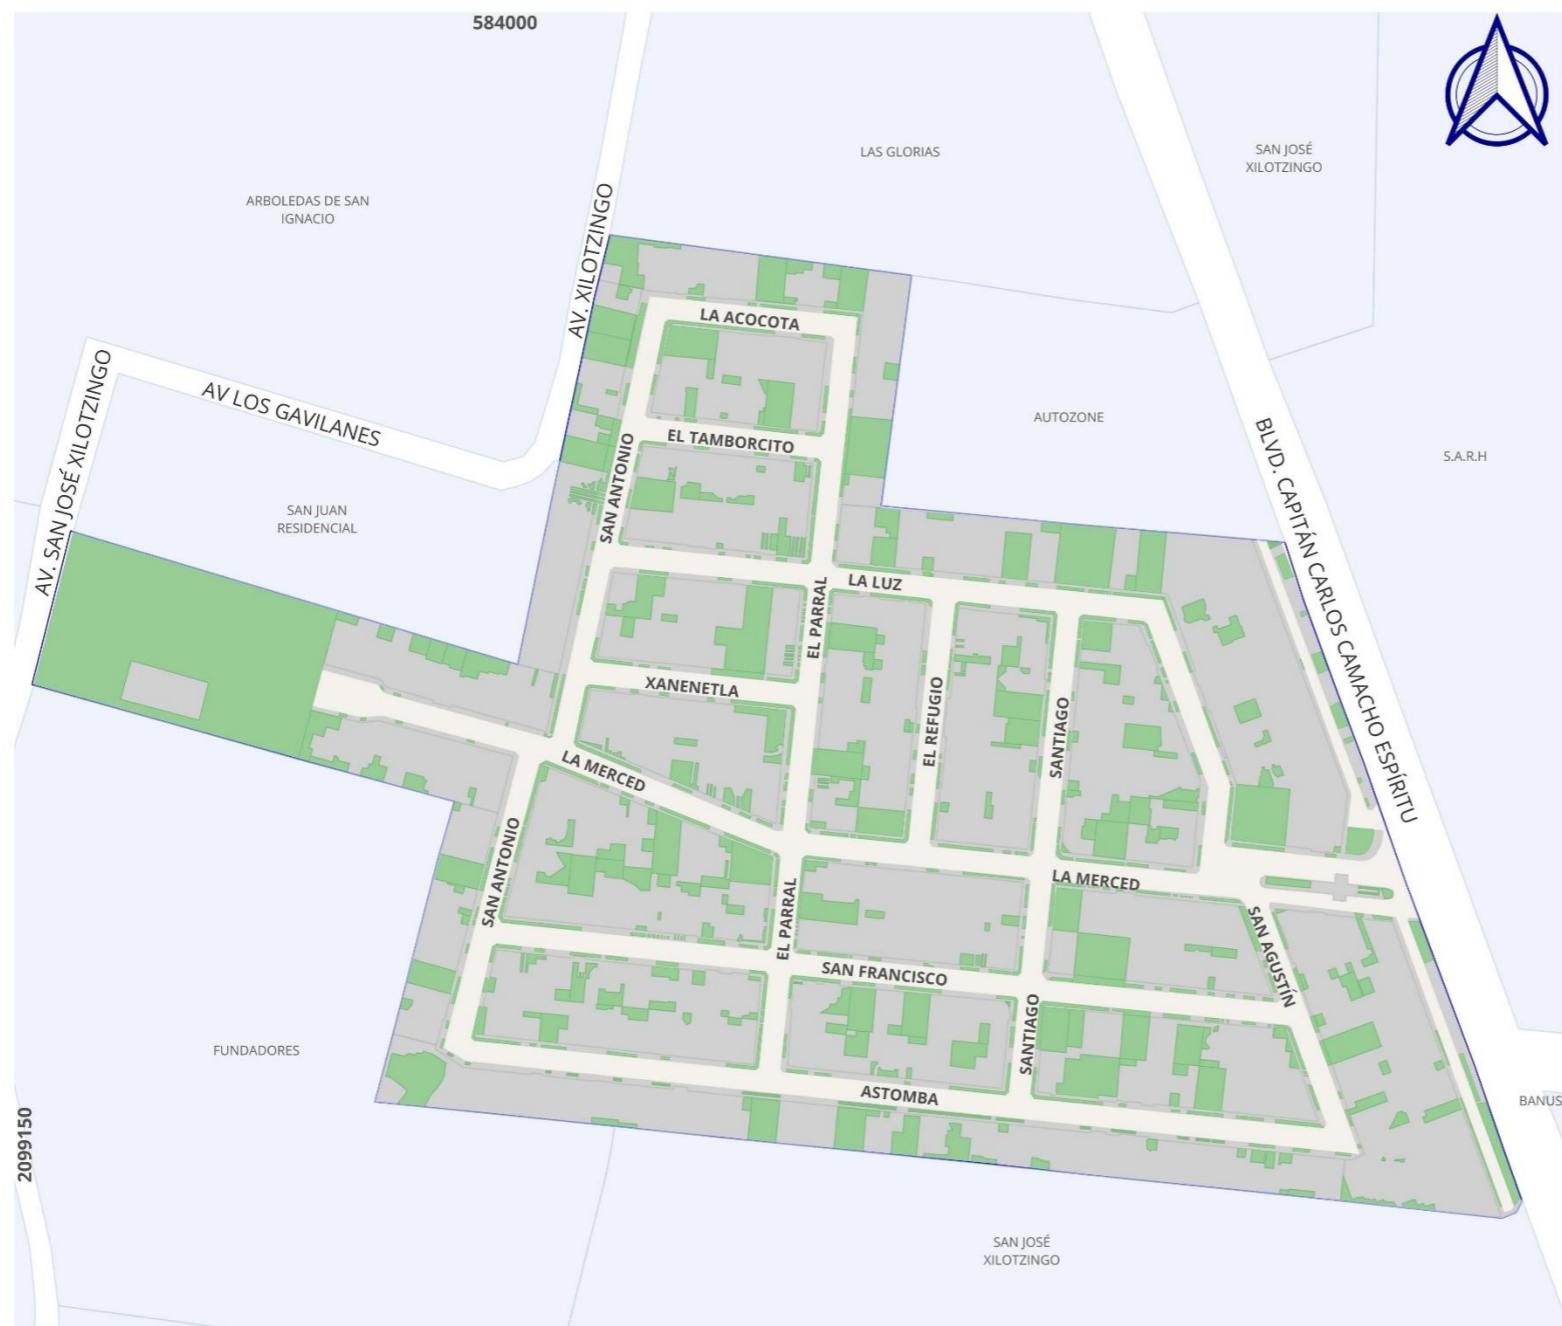 584000
LAS GLORIAS
SAN JOSÉ
XILOTZINGO
ARBOLEDAS DE SAN
IGNACIO
AV. XILOTZINGO
LA ACOCOTA
AV. SAN JOSÉ XILOTZINGO
AV LOS GAVILANES
EL TAMBORCITO
AUTOZONE
BLVD. CAPITÁN CARLOS CAMACHO ESPÍRITU
S.A.R.H
SAN ANTONIO
SAN JUAN
RESIDENCIAL
LA LUZ
EL PARRAL
XANENETLA
EL REFUGIO
SANTIAGO
LA MERCED
SAN ANTONIO
LA MERCED
EL PARRAL
SAN AGUSTÍN
SAN FRANCISCO
SANTIAGO
FUNDADORES
ASTOMBA
BANUS
2099150
SAN JOSÉ
XILOTZINGO